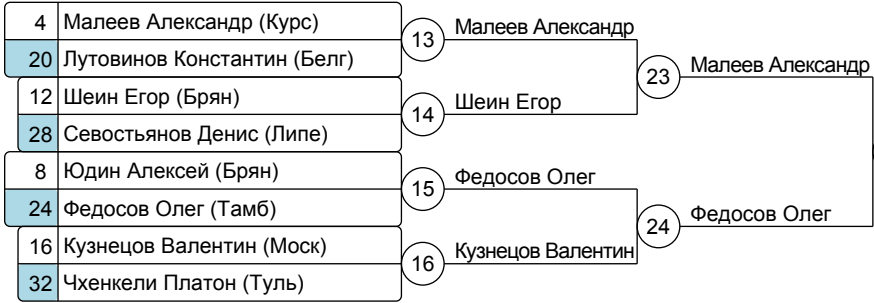 4 Малеев Александр (Курс)
20 Лутовинов Константин (Белг)
12 Шеин Егор (Брян)
28 Севостьянов Денис (Липе)
8 Юдин Алексей (Брян)
24 Федосов Олег (Тамб)
16 Кузнецов Валентин (Моск)
32 Чхенкели Платон (Туль)
13 Малеев Александр
14 Шеин Егор
15 Федосов Олег
16 Кузнецов Валентин
23 Малеев Александр
24 Федосов Олег